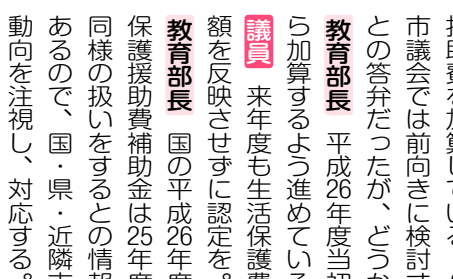 市議会では前向きに検討
との答弁だったが、どうか
教育部長 平成26年度当初
ら加算するよう進めている
議員 来年度も生活保護費
額を反映させずに認定を。
教育部長 国の平成26年度
保護援助費補助金は25年度
同様の扱いをするとの情報
あるので、国・県・近隣市
動向を注視し、対応する。